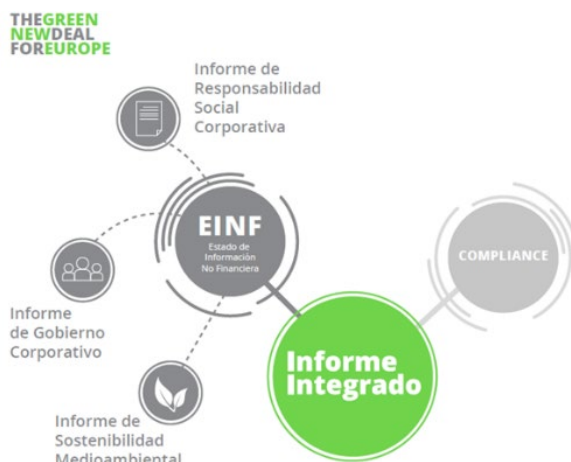 THEGREEN
NEWDEAL
FOREUROPE
Informe de
Responsabilidad
Social
Corporativa
EINF
Estado de
Información
No Financiera
COMPLIANCE
Informe
de Gobierno
Corporativo
Informe
Integrado
Informe de
Sostenibilidad
Medioambiental